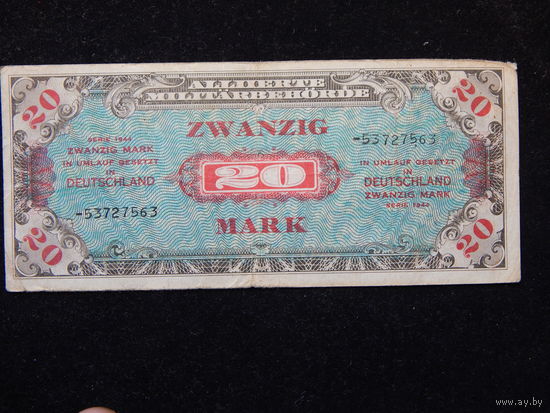 ALLIIERTE
MILITÄRBEHÖRDE
20
20
ZWANZIG
SERIE 1944
ZWANZIG MARK
IN UMLAUF GESETZT
IN
DEUTSCHLAND
-53727563
20
-53727563
IN UMLAUF GESETZT
IN
DEUTSCHLAND
ZWANZIG MARK
SERIE 1944
MARK
20
20
www.ay.by